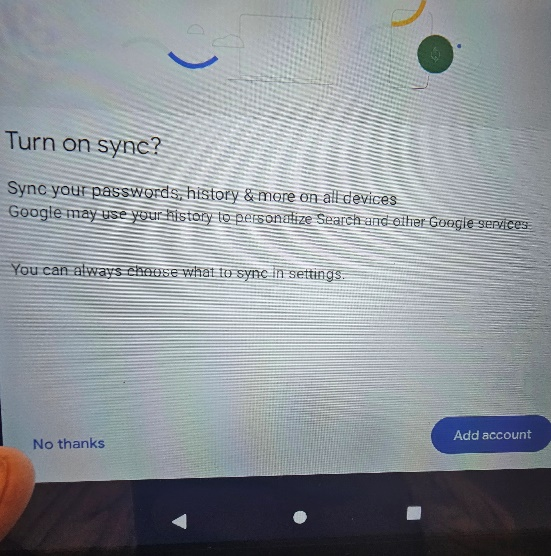 Turn on sync?
Sync your passwords, history & more on all devices
Google may use your history to personalize Search and other Google services.
You can always choose what to sync in settings.
No thanks
Add account